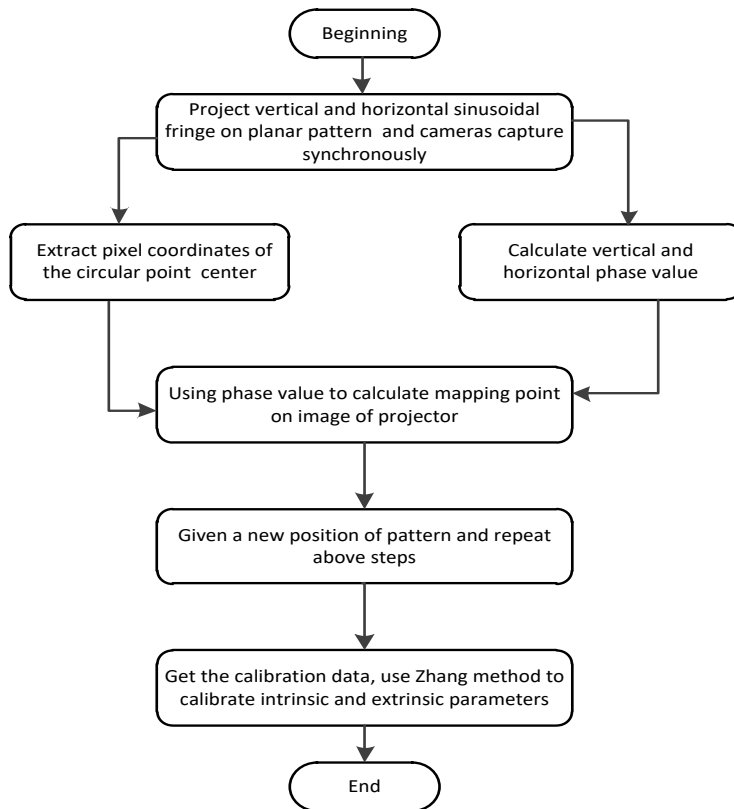 Beginning
Project vertical and horizontal sinusoidal
fringe on planar pattern and cameras capture
synchronously
Extract pixel coordinates of
the circular point center
Calculate vertical and
horizontal phase value
Using phase value to calculate mapping point
on image of projector
Given a new position of pattern and repeat
above steps
Get the calibration data, use Zhang method to
calibrate intrinsic and extrinsic parameters
End